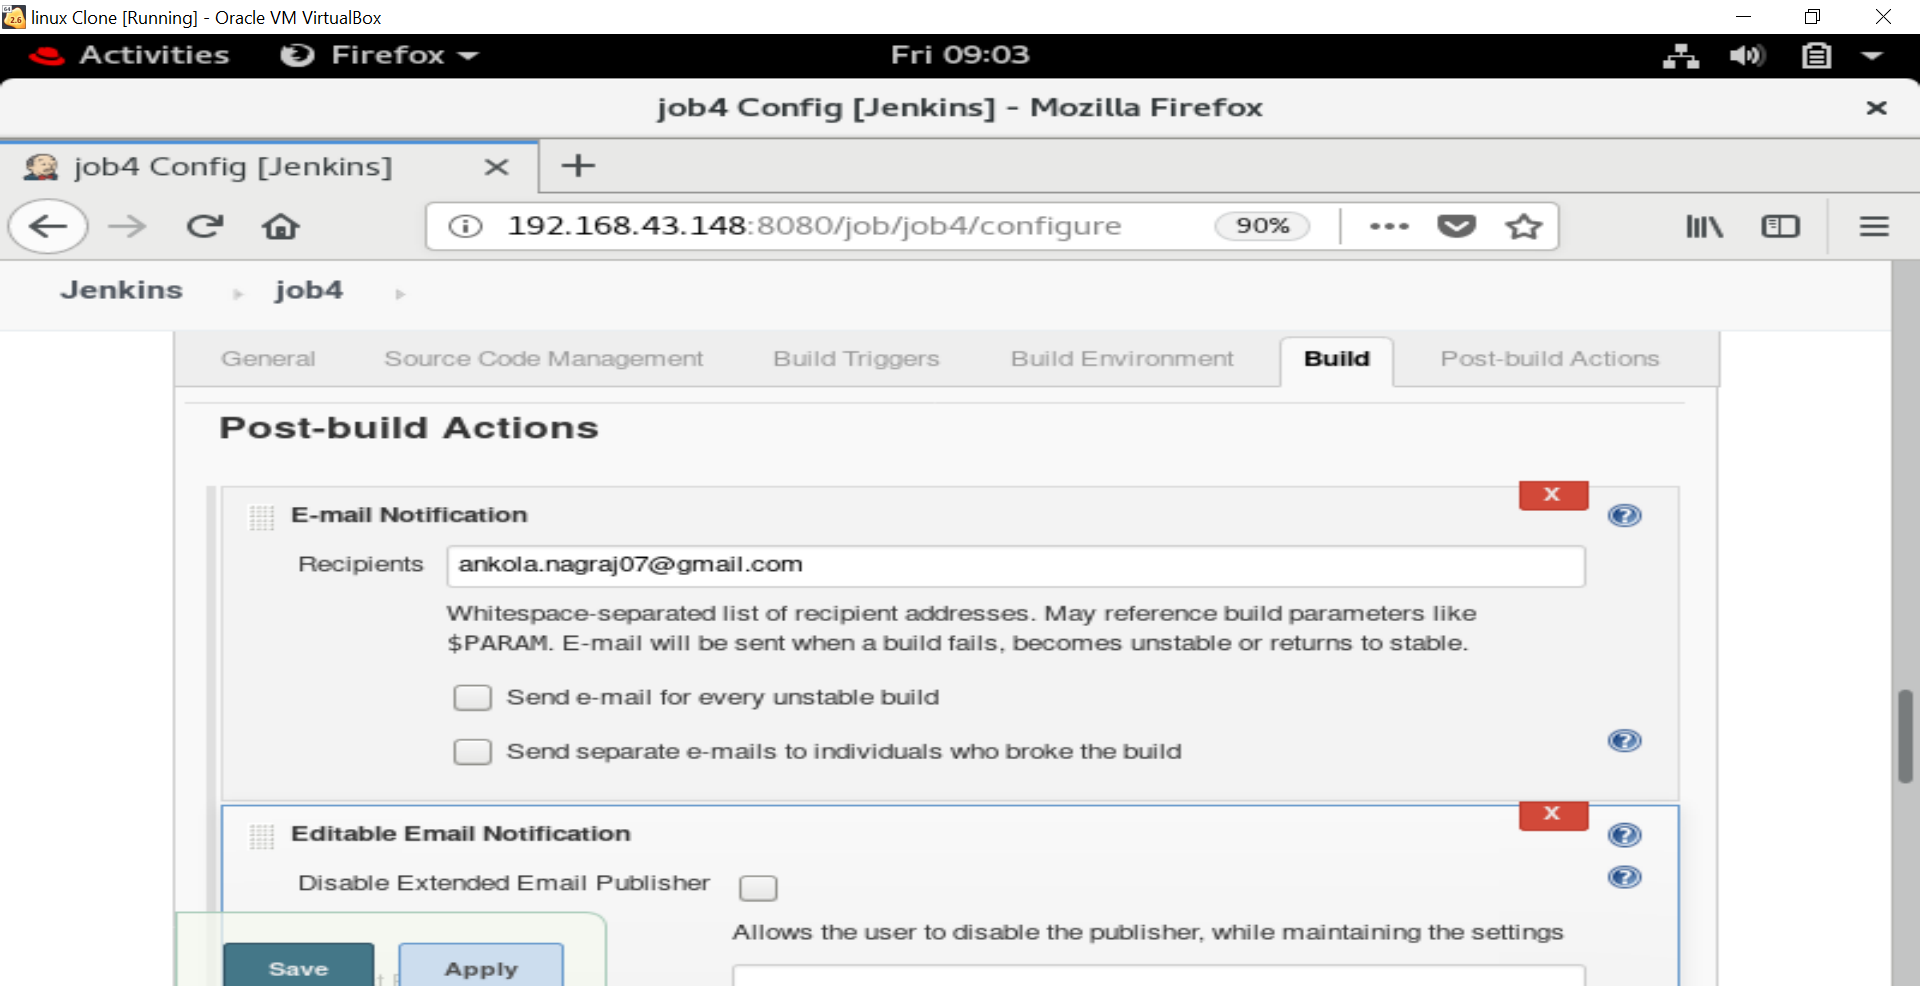 linux Clone [Running] - Oracle VM VirtualBox
Activities Firefox Fri 09:03
job4 Config [Jenkins] - Mozilla Firefox
job4 Config [Jenkins]
192.168.43.148:8080/job/job4/configure 90%
Jenkins job4
General Source Code Management Build Triggers Build Environment Build Post-build Actions
Post-build Actions
X
E-mail Notification
Recipients ankola.nagraj07@gmail.com
Whitespace-separated list of recipient addresses. May reference build parameters like
$PARAM. E-mail will be sent when a build fails, becomes unstable or returns to stable.
Send e-mail for every unstable build
Send separate e-mails to individuals who broke the build
X
Editable Email Notification
Disable Extended Email Publisher
Allows the user to disable the publisher, while maintaining the settings
Save Apply